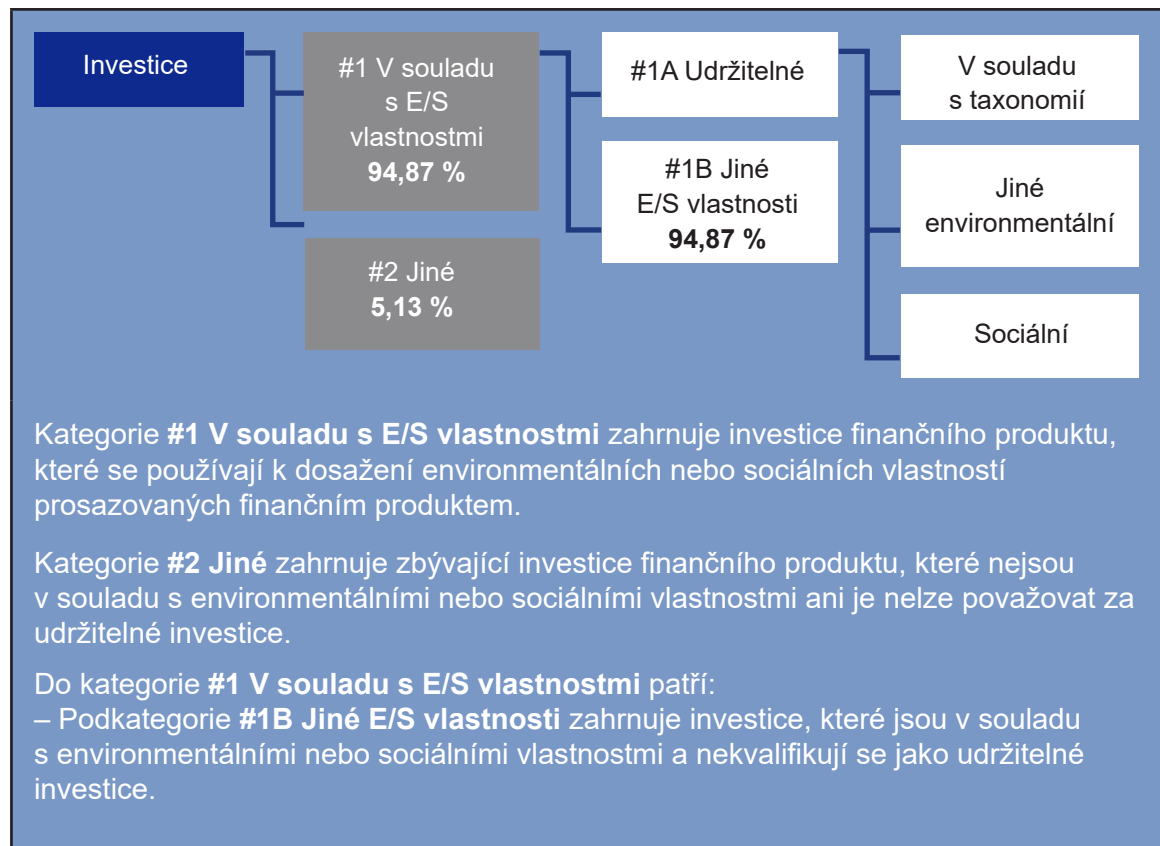 Investice
#1 V souladu
s E/S
vlastnostmi
94,87 %
#2 Jiné
5,13 %
#1A Udržitelné
#1B Jiné
E/S vlastnosti
94,87 %
V souladu
s taxonomií
Jiné
environmentální
Sociální
Kategorie #1 V souladu s E/S vlastnostmi zahrnuje investice finančního produktu,
které se používají k dosažení environmentálních nebo sociálních vlastností
prosazovaných finančním produktem.
Kategorie #2 Jiné zahrnuje zbývající investice finančního produktu, které nejsou
v souladu s environmentálními nebo sociálními vlastnostmi ani je nelze považovat za
udržitelné investice.
Do kategorie #1 V souladu s E/S vlastnostmi patří:
– Podkategorie #1B Jiné E/S vlastnosti zahrnuje investice, které jsou v souladu
s environmentálními nebo sociálními vlastnostmi a nekvalifikují se jako udržitelné
investice.